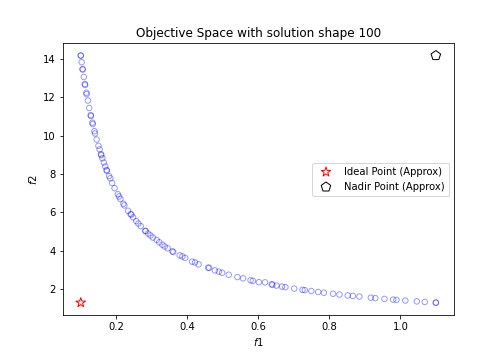 Objective Space with solution shape 100
14
12
10
8
6
4
2
f2
Ideal Point (Approx)
Nadir Point (Approx)
0.2
0.4
0.6
0.8
1.0
f1